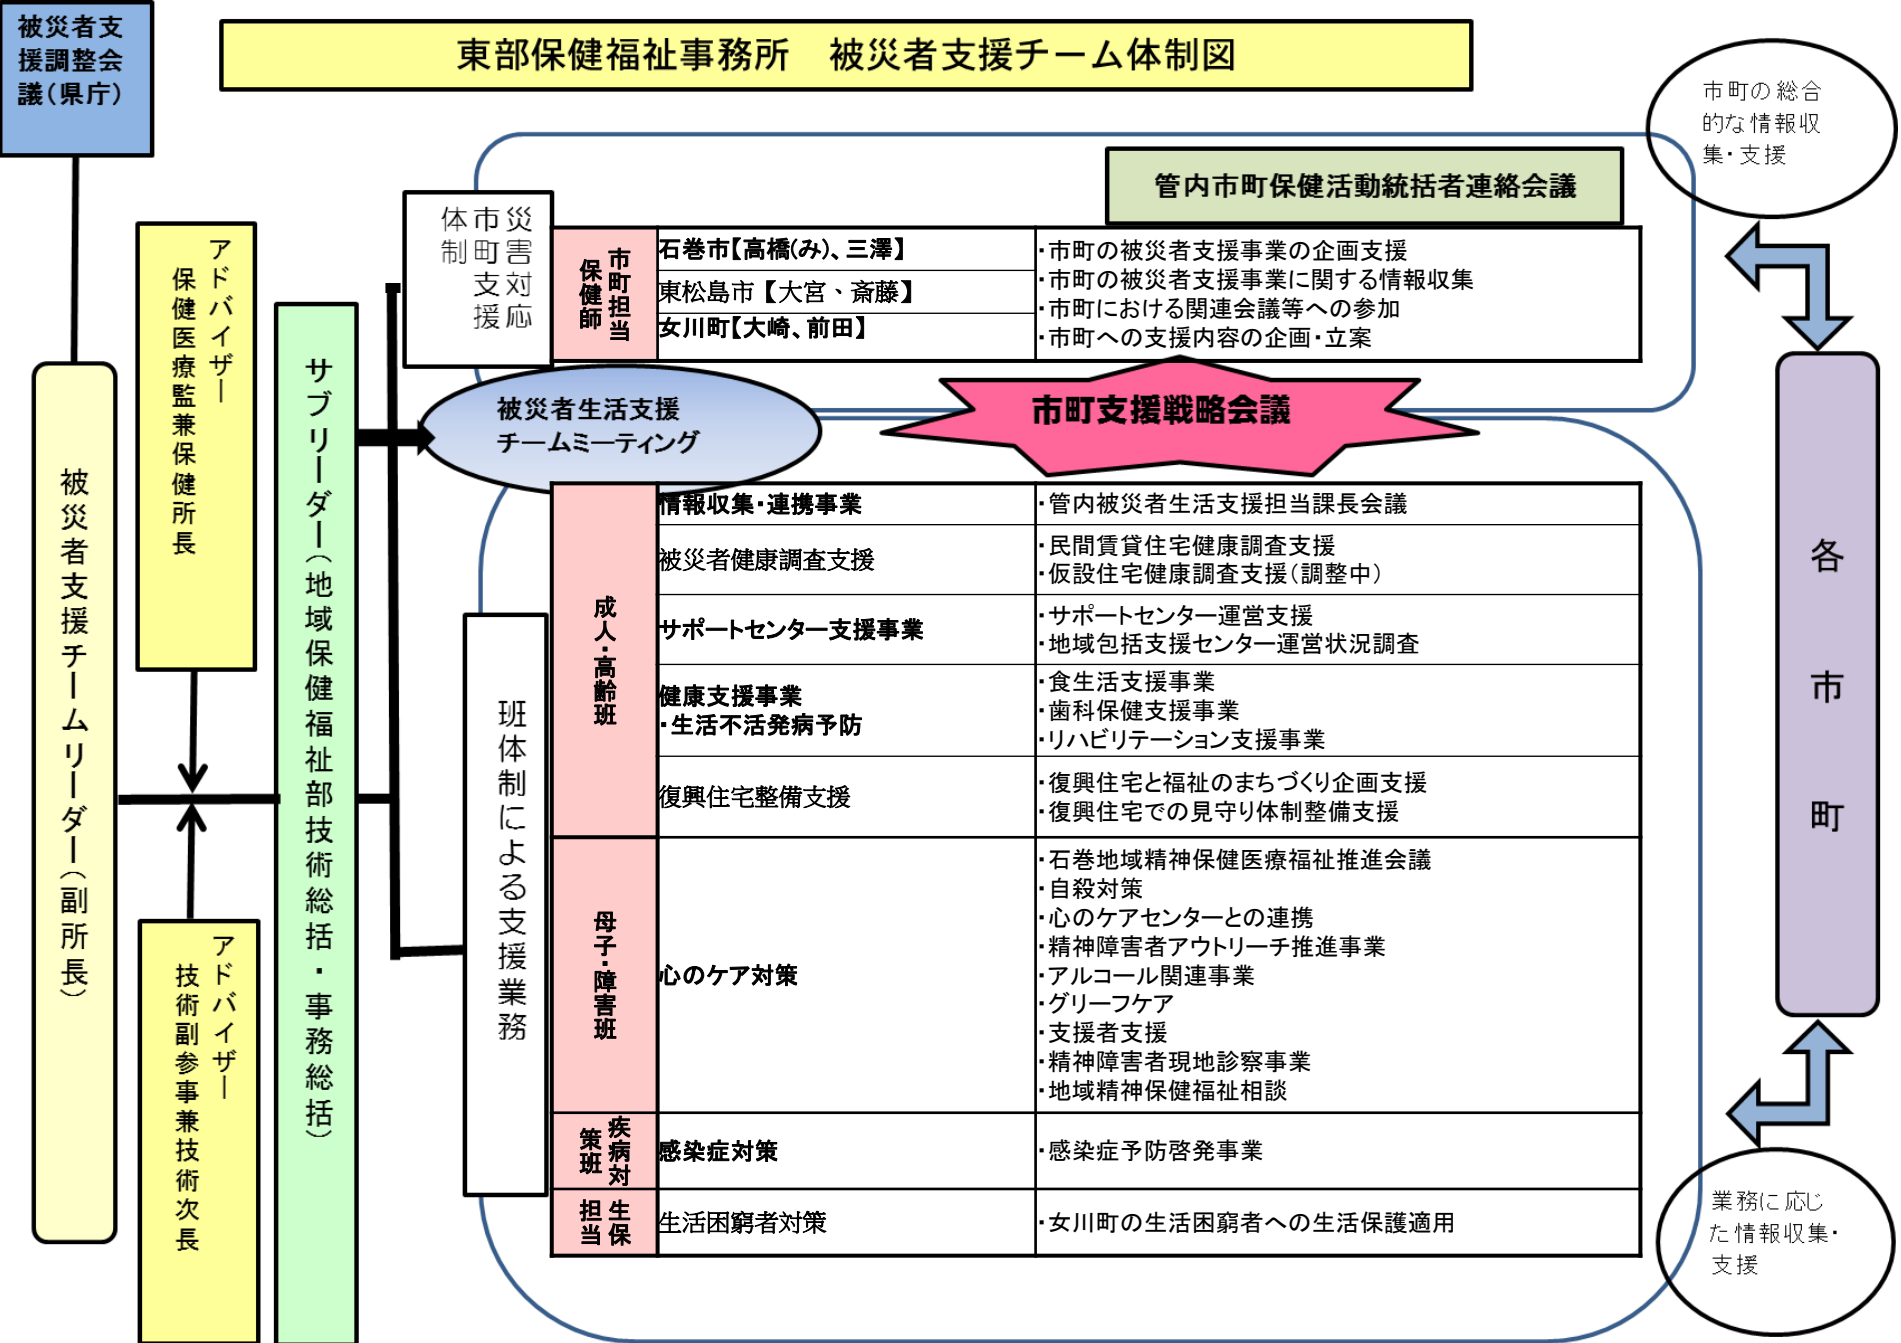 被災者支
援調整会
議(県庁)
東部保健福祉事務所　被災者支援チーム体制図
市町の総合
的な情報収
集・支援
管内市町保健活動統括者連絡会議
災害対応
市町支援
体制
アドバイザー
保健医療監兼保健所長
サブリーダー(地域保健福祉部技術総括・事務総括)
被災者支援チームリーダー(副所長)
アドバイザー
技術副参事兼技術次長
市町担当
保健師
石巻市【高橋(み)、三澤】
東松島市【大宮、斎藤】
女川町【大崎、前田】
・市町の被災者支援事業の企画支援
・市町の被災者支援事業に関する情報収集
・市町における関連会議等への参加
・市町への支援内容の企画・立案
被災者生活支援
チームミーティング
市町支援戦略会議
班体制による支援業務
成人・高齢班
情報収集・連携事業
・管内被災者生活支援担当課長会議
被災者健康調査支援
・民間賃貸住宅健康調査支援
・仮設住宅健康調査支援(調整中)
サポートセンター支援事業
・サポートセンター運営支援
・地域包括支援センター運営状況調査
健康支援事業
・生活不活発病予防
・食生活支援事業
・歯科保健支援事業
・リハビリテーション支援事業
復興住宅整備支援
・復興住宅と福祉のまちづくり企画支援
・復興住宅での見守り体制整備支援
母子・障害班
心のケア対策
・石巻地域精神保健医療福祉推進会議
・自殺対策
・心のケアセンターとの連携
・精神障害者アウトリーチ推進事業
・アルコール関連事業
・グリーフケア
・支援者支援
・精神障害者現地診察事業
・地域精神保健福祉相談
疾病対
策班
感染症対策
・感染症予防啓発事業
生保
担当
生活困窮者対策
・女川町の生活困窮者への生活保護適用
各市町
業務に応じ
た情報収集・
支援